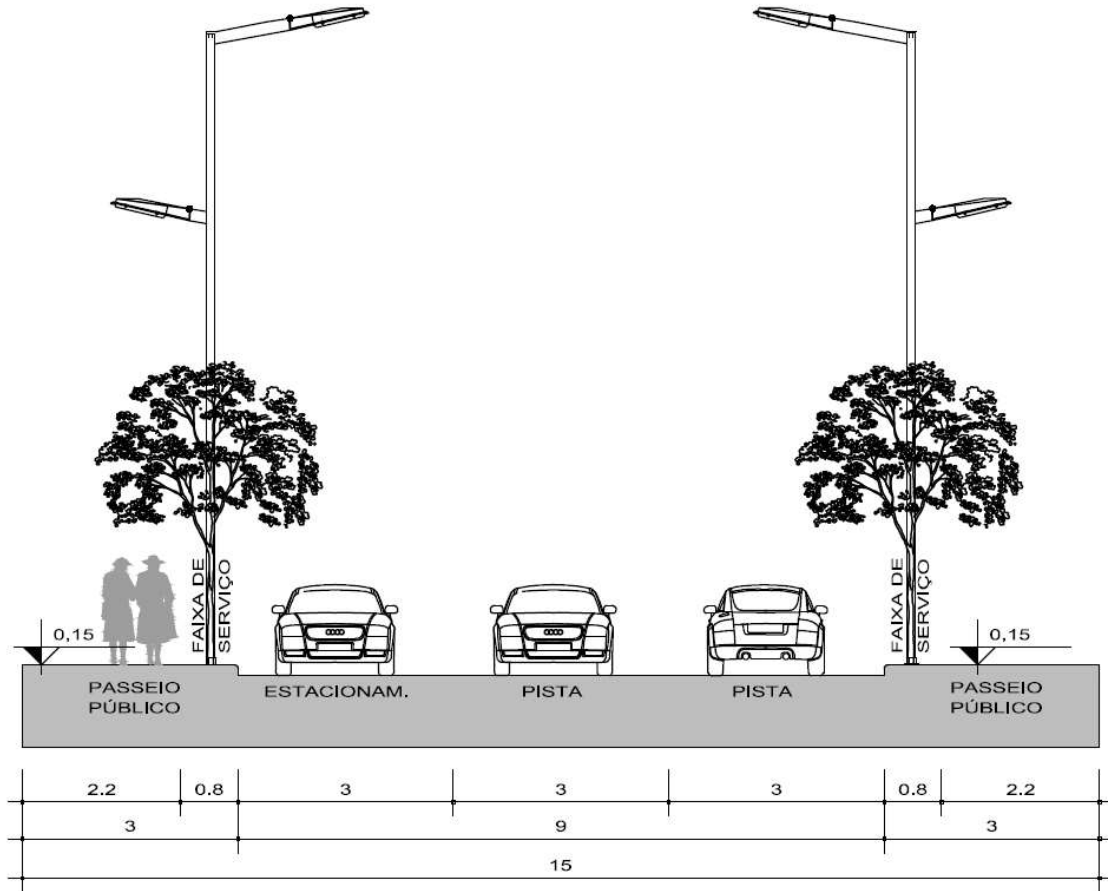 FAIXA DE
SERVIÇO
FAIXA DE
SERVIÇO
0,15
0,15
PASSEIO
PÚBLICO
ESTACIONAM.
PISTA
PISTA
PASSEIO
PÚBLICO
2.2
0.8
3
3
3
0.8
2.2
3
9
3
15